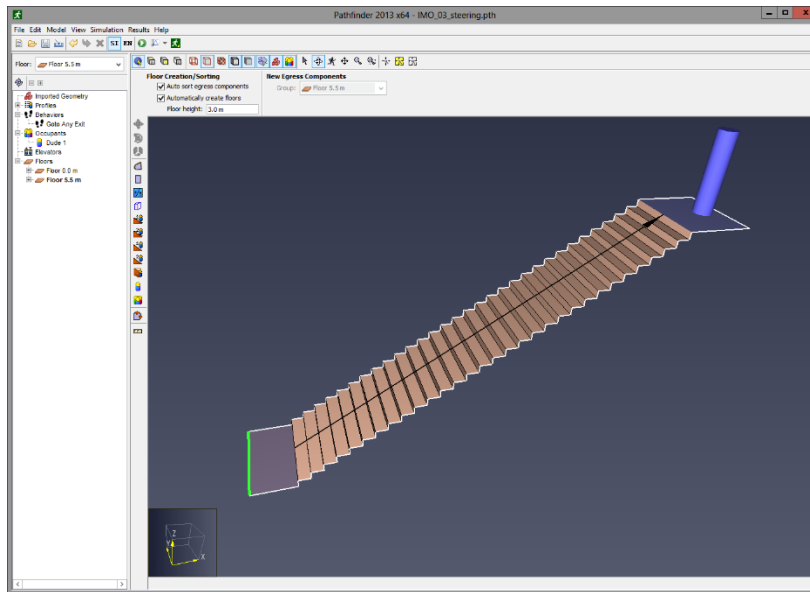 Pathfinder 2013 x64 - IMO_03_steering.pth
File Edit Model View Simulation Results Help
SI EN
Floor: Floor 5.5 m
Floor Creation/Sorting
Auto sort egress components
Automatically create floors
Floor height: 3.0 m
New Egress Components
Group: Floor 5.5 m
Imported Geometry
Profiles
Behaviors
Goto Any Exit
Occupants
Dude 1
Elevators
Floors
Floor 0.0 m
Floor 5.5 m
Z
Y
X